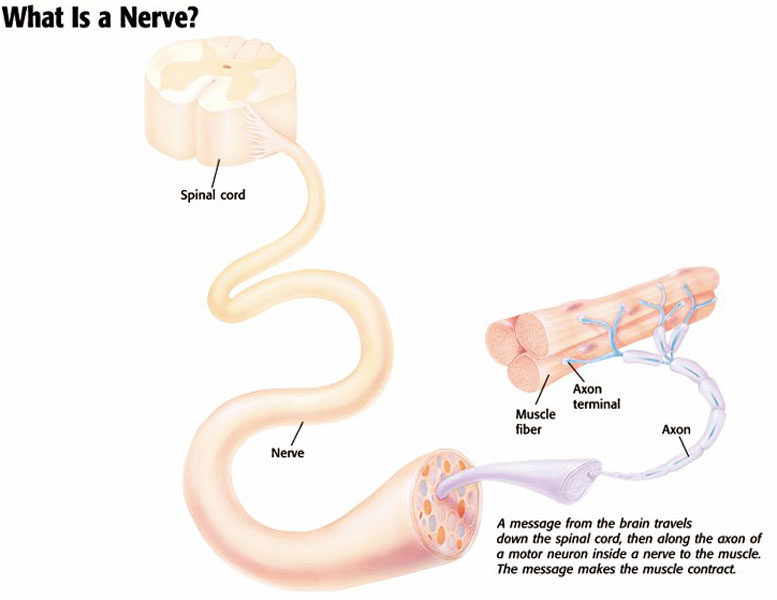 What Is a Nerve?
Spinal cord
Axon
terminal
Muscle
fiber
Axon
Nerve
A message from the brain travels
down the spinal cord, then along the axon of
a motor neuron inside a nerve to the muscle.
The message makes the muscle contract.